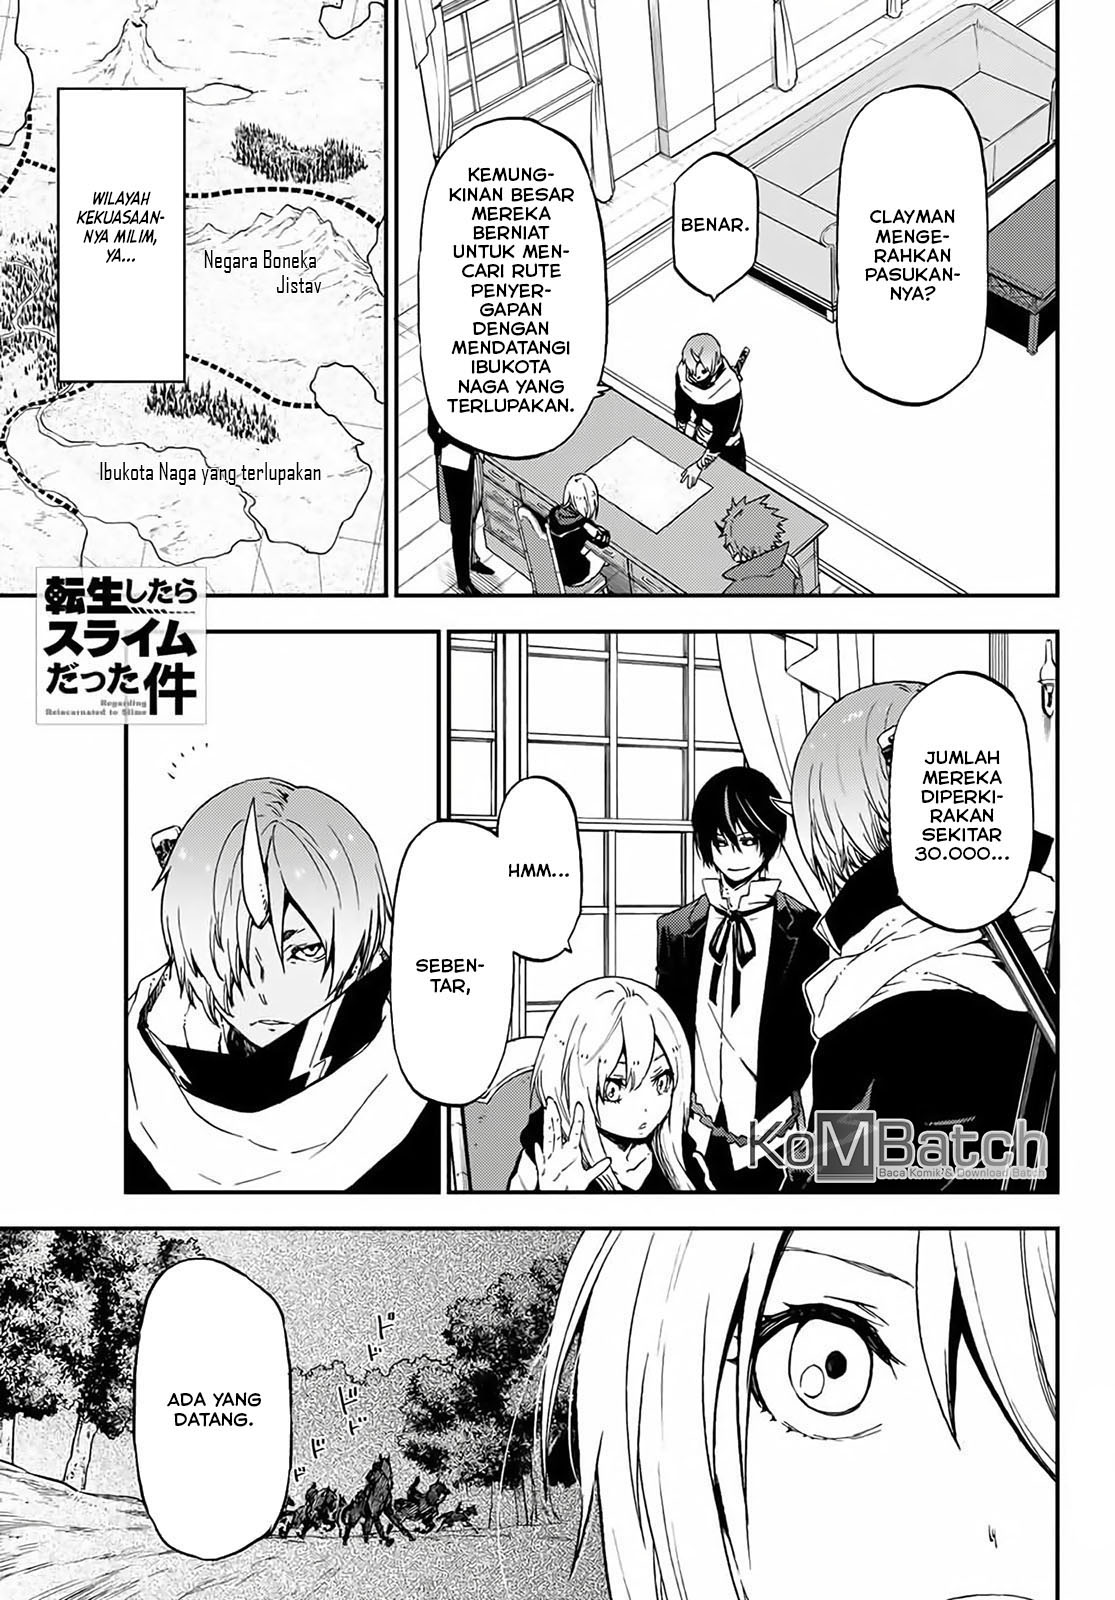 CLAYMAN
MENGE-
RAHKAN
PASUKAN-
NYA?
BENAR.
KEMUNG-
KINAN BESAR
MEREKA
BERNIAT
UNTUK MEN-
CARI RUTE
PENYER-
GAPAN
DENGAN
MENDATANGI
IBUKOTA
NAGA YANG
TERLUPAKAN.
WILAYAH
KEKUASAAN-
NYA MILIM,
YA...
Negara Boneka
Jistav
Ibukota Naga yang terlupakan
転生したら
スライム
だった件
Regarding
Reincarnated to Slime
JUMLAH
MEREKA
DIPERKI-
RAKAN
SEKITAR
30.000...
HMM...
SEBEN-
TAR,
KoMBatch
Baca Komik & Download Batch
ADA YANG
DATANG.
ドドド
ドドド